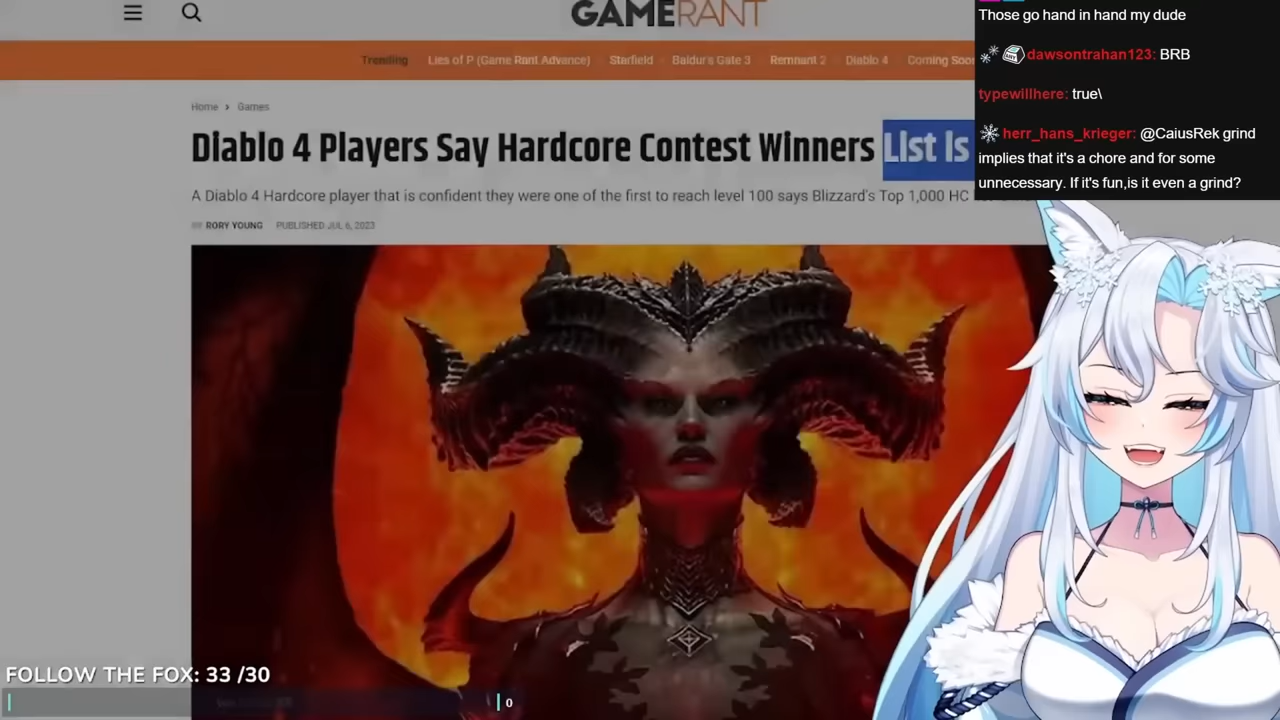 GAMERANT
Trending Lies of P (Game Rant Advance) Starfield Baldur's Gate 3 Remnant 2 Diablo 4 Coming Soon
Home > Games
Diablo 4 Players Say Hardcore Contest Winners List Is
A Diablo 4 Hardcore player that is confident they were one of the first to reach level 100 says Blizzard's Top 1,000 HC
BY RORY YOUNG PUBLISHED JUL 6, 2023
Those go hand in hand my dude
dawsontrahan123: BRB
typewillhere: true\
herr_hans_krieger: @CaiusRek grind
implies that it's a chore and for some
unnecessary. If it's fun,is it even a grind?
FOLLOW THE FOX: 33 /30
0